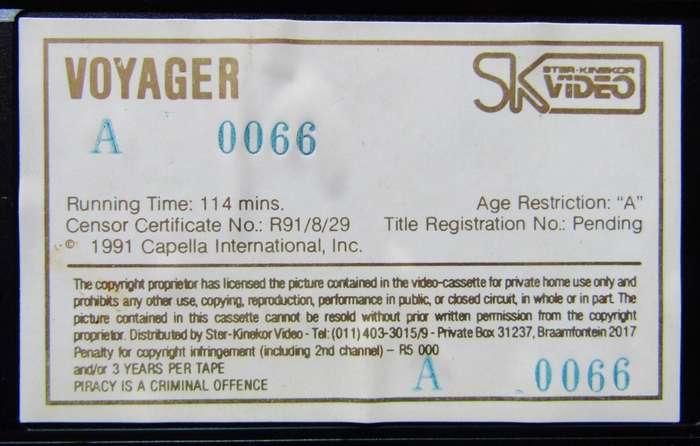 VOYAGER
SK STER-KINEKOR VIDEO
A 0066
Running Time: 114 mins.
Age Restriction: "A"
Censor Certificate No.: R91/8/29
Title Registration No.: Pending
© 1991 Capella International, Inc.
The copyright proprietor has licensed the picture contained in the video-cassette for private home use only and
prohibits any other use, copying, reproduction, performance in public, or closed circuit, in whole or in part. The
picture contained in this cassette cannot be resold without prior written permission from the copyright
proprietor. Distributed by Ster-Kinekor Video - Tel: (011) 403-3015/9 - Private Box 31237, Braamfontein 2017
Penalty for copyright infringement (including 2nd channel) – R5 000
and/or 3 YEARS PER TAPE
PIRACY IS A CRIMINAL OFFENCE
A 0066